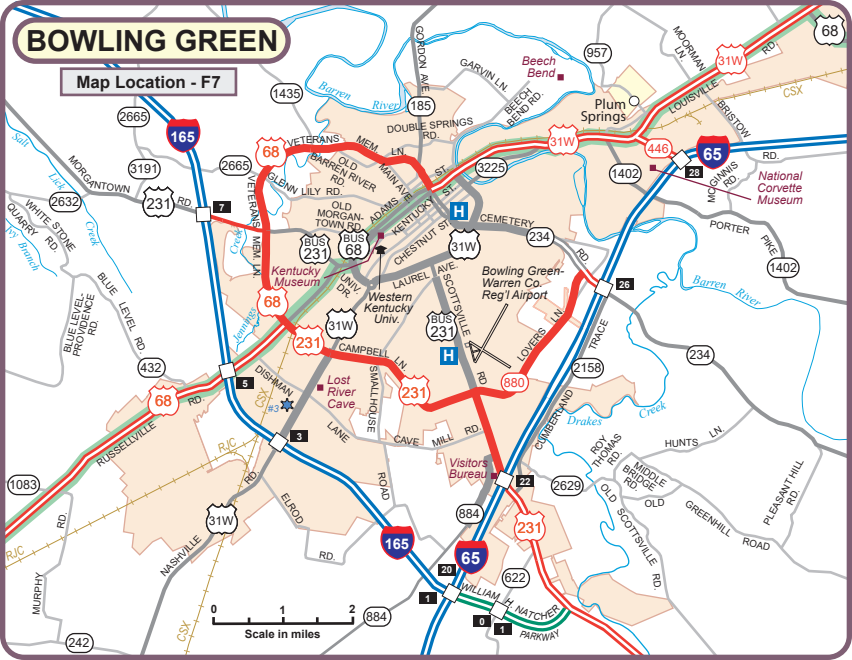 BOWLING GREEN
Map Location - F7
68
31W
MOORMAN
LN.
RD.
957
Beech
Bend
GARVIN LN.
GORDON AVE.
Barren
River
1435
185
BEECH
BEND RD.
Plum
Springs
LOUISVILLE
CSX
BRISTOW
RD.
2665
165
DOUBLE SPRINGS
RD.
VETERANS
MEM.
LN.
68
31W
446
65
28
Salt
Lick
Creek
3191
2665
OLD
BARREN RIVER
RD.
MAIN AVE.
ST.
3225
1402
MCGINNIS
RD.
National
Corvette
Museum
MORGANTOWN
RD.
231
7
2632
GLENN LILY RD.
OLD
MORGAN-
TOWN RD.
ADAMS
KENTUCKY
ST.
CHESTNUT ST.
H
CEMETERY
RD.
234
PORTER
PIKE
1402
WHITE STONE
QUARRY RD.
Ivy Branch
VETERANS MEM. LN.
Creek
BUS
231
BUS
68
31W
Kentucky
Museum
Western
Kentucky
Univ.
UNIV.
DR.
LAUREL AVE.
SCOTTSVILLE
RD.
Bowling Green-
Warren Co.
Reg'l Airport
26
Barren River
BLUE LEVEL RD.
BLUE LEVEL-
PROVIDENCE
RD.
68
Jennings
31W
BUS
231
H
LOVERS LN.
TRACE
CUMBERLAND
234
231
CAMPBELL LN.
432
5
2158
880
DISHMAN
LANE
CSX
#3
Lost
River
Cave
SMALLHOUSE
ROAD
231
68
RUSSELLVILLE
RD.
3
CAVE MILL RD.
Drakes
Creek
RJC
HUNTS LN.
ROY
THOMAS
RD.
MIDDLE
BRIDGE
RD.
Visitors
Bureau
22
2629
OLD
SCOTTSVILLE
RD.
OLD
GREENHILL
ROAD
PLEASANT HILL
RD.
1083
RD.
MURPHY
RJC
31W
NASHVILLE
RD.
ELROD
RD.
884
231
165
65
622
20
1
WILLIAM H. NATCHER
PARKWAY
0
1
884
CSX
242
0 1 2
Scale in miles